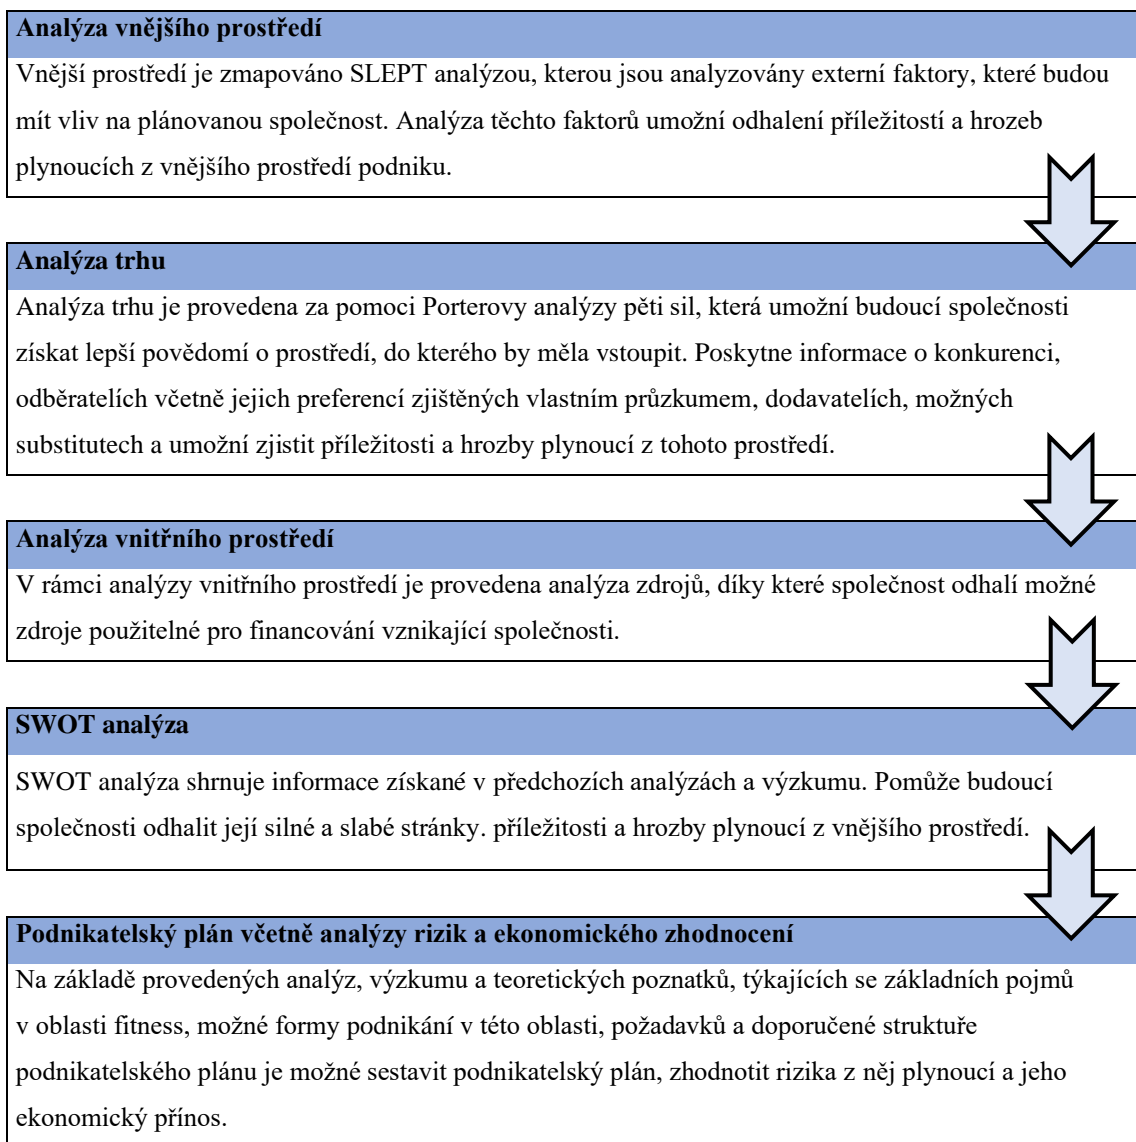 Analýza vnějšího prostředí
Vnější prostředí je zmapováno SLEPT analýzou, kterou jsou analyzovány externí faktory, které budou
mít vliv na plánovanou společnost. Analýza těchto faktorů umožní odhalení příležitostí a hrozeb
plynoucích z vnějšího prostředí podniku.
Analýza trhu
Analýza trhu je provedena za pomoci Porterovy analýzy pěti sil, která umožní budoucí společnosti
získat lepší povědomí o prostředí, do kterého by měla vstoupit. Poskytne informace o konkurenci,
odběratelích včetně jejich preferencí zjištěných vlastním průzkumem, dodavatelích, možných
substitutech a umožní zjistit příležitosti a hrozby plynoucí z tohoto prostředí.
Analýza vnitřního prostředí
V rámci analýzy vnitřního prostředí je provedena analýza zdrojů, díky které společnost odhalí možné
zdroje použitelné pro financování vznikající společnosti.
SWOT analýza
SWOT analýza shrnuje informace získané v předchozích analýzách a výzkumu. Pomůže budoucí
společnosti odhalit její silné a slabé stránky. příležitosti a hrozby plynoucí z vnějšího prostředí.
Podnikatelský plán včetně analýzy rizik a ekonomického zhodnocení
Na základě provedených analýz, výzkumu a teoretických poznatků, týkajících se základních pojmů
v oblasti fitness, možné formy podnikání v této oblasti, požadavků a doporučené struktuře
podnikatelského plánu je možné sestavit podnikatelský plán, zhodnotit rizika z něj plynoucí a jeho
ekonomický přínos.